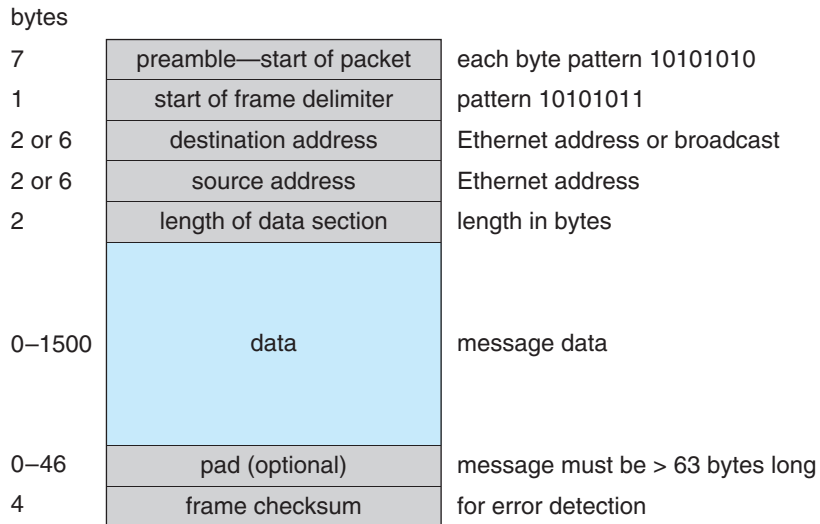 bytes
7 preamble—start of packet each byte pattern 10101010
1 start of frame delimiter pattern 10101011
2 or 6 destination address Ethernet address or broadcast
2 or 6 source address Ethernet address
2 length of data section length in bytes
0–1500 data message data
0–46 pad (optional) message must be > 63 bytes long
4 frame checksum for error detection